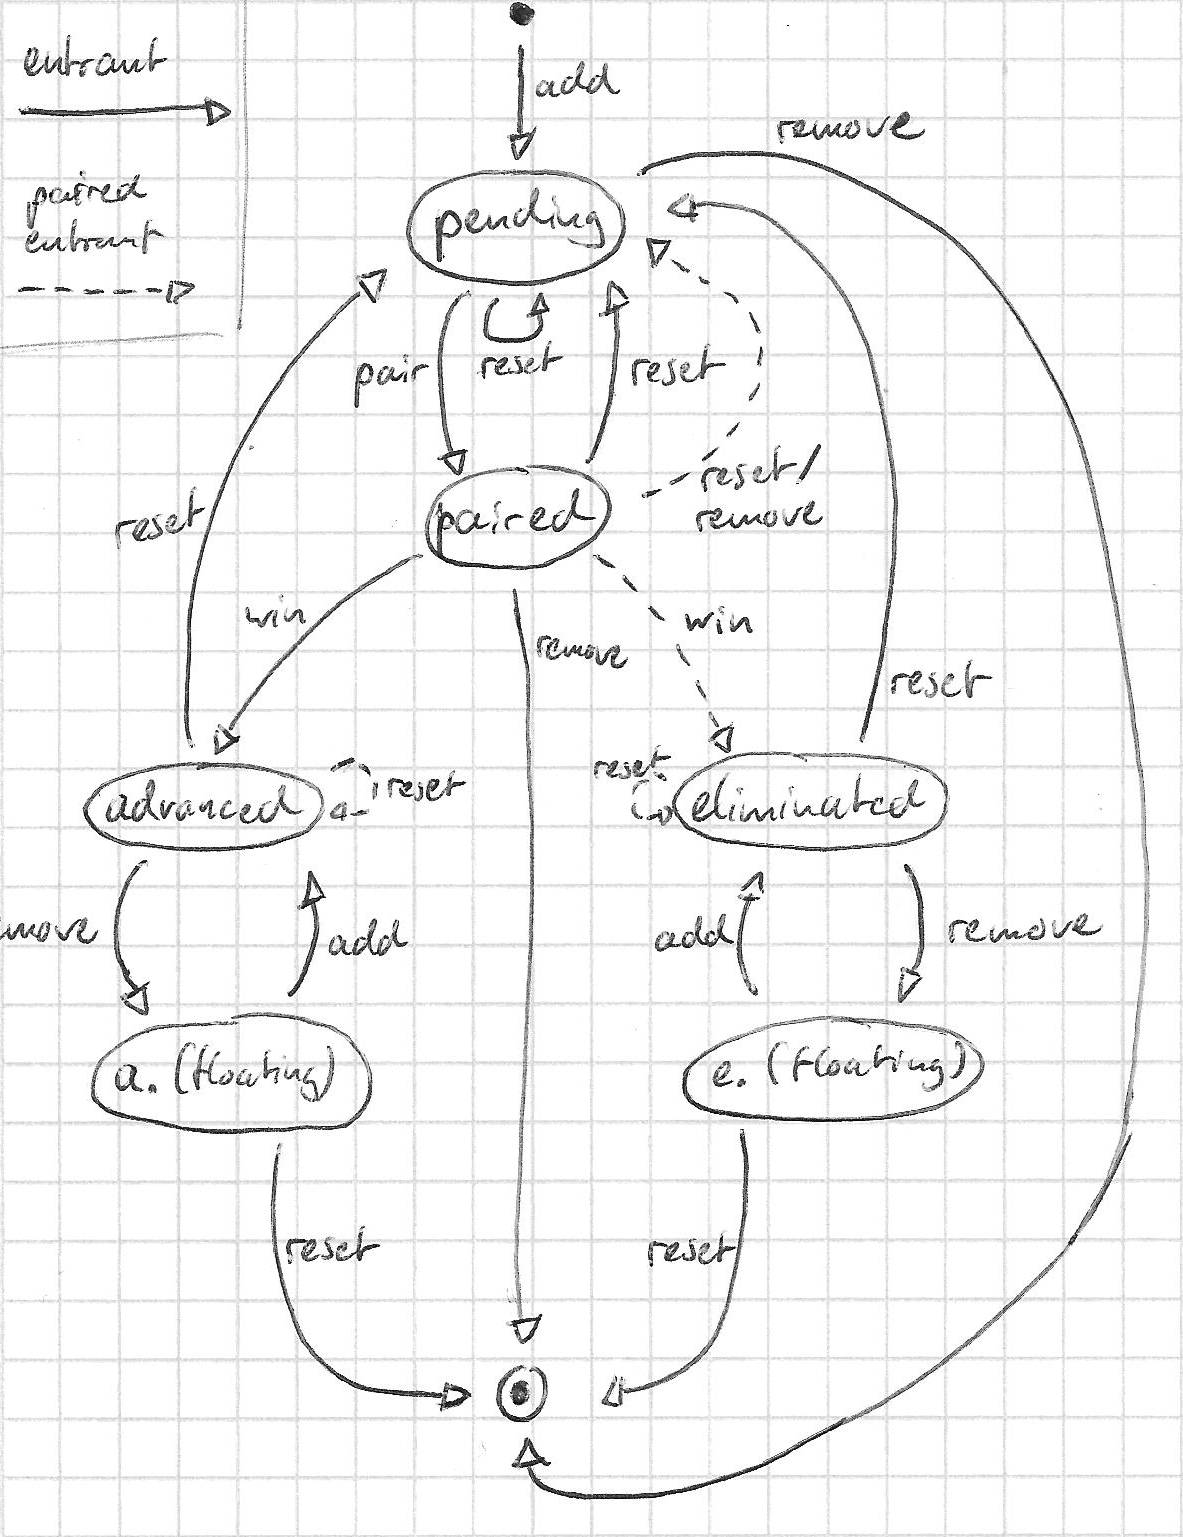 entrant
add
remove
paired
entrant
pending
pair
reset
reset
reset/
remove
reset
paired
win
remove
win
reset
advanced
reset
reset
eliminated
move
add
add
remove
a. (floating)
e. (floating)
reset
reset